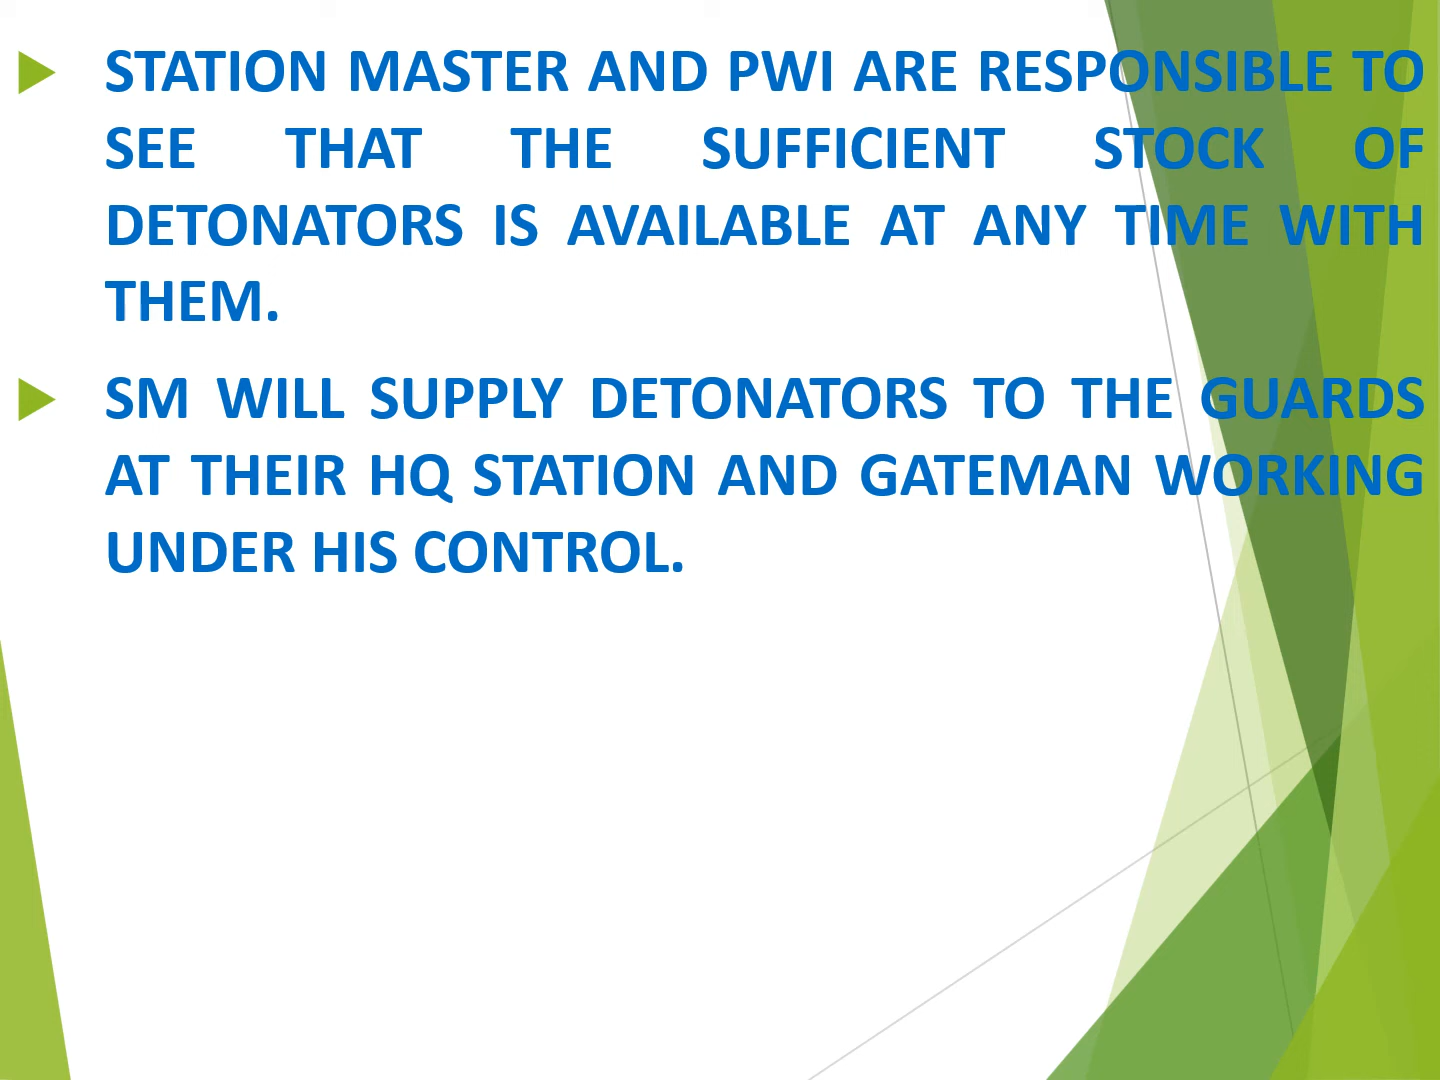 STATION MASTER AND PWI ARE RESPONSIBLE TO
SEE THAT THE SUFFICIENT STOCK OF
DETONATORS IS AVAILABLE AT ANY TIME WITH
THEM.
SM WILL SUPPLY DETONATORS TO THE GUARDS
AT THEIR HQ STATION AND GATEMAN WORKING
UNDER HIS CONTROL.